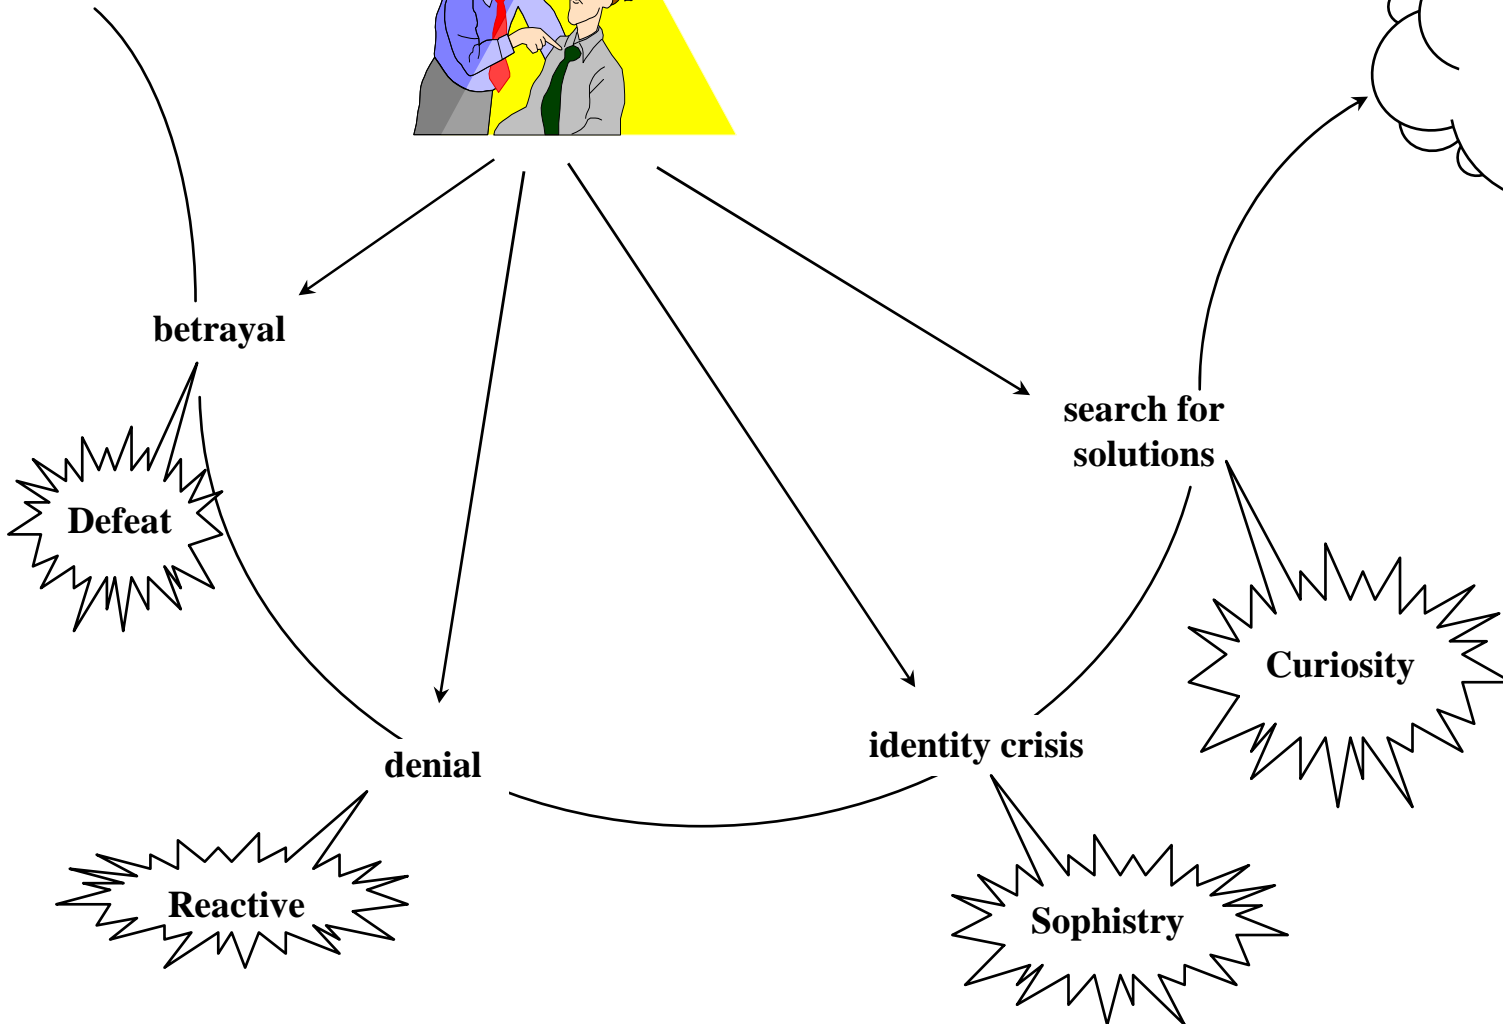 betrayal
search for
solutions
Defeat
Curiosity
identity crisis
denial
Reactive
Sophistry